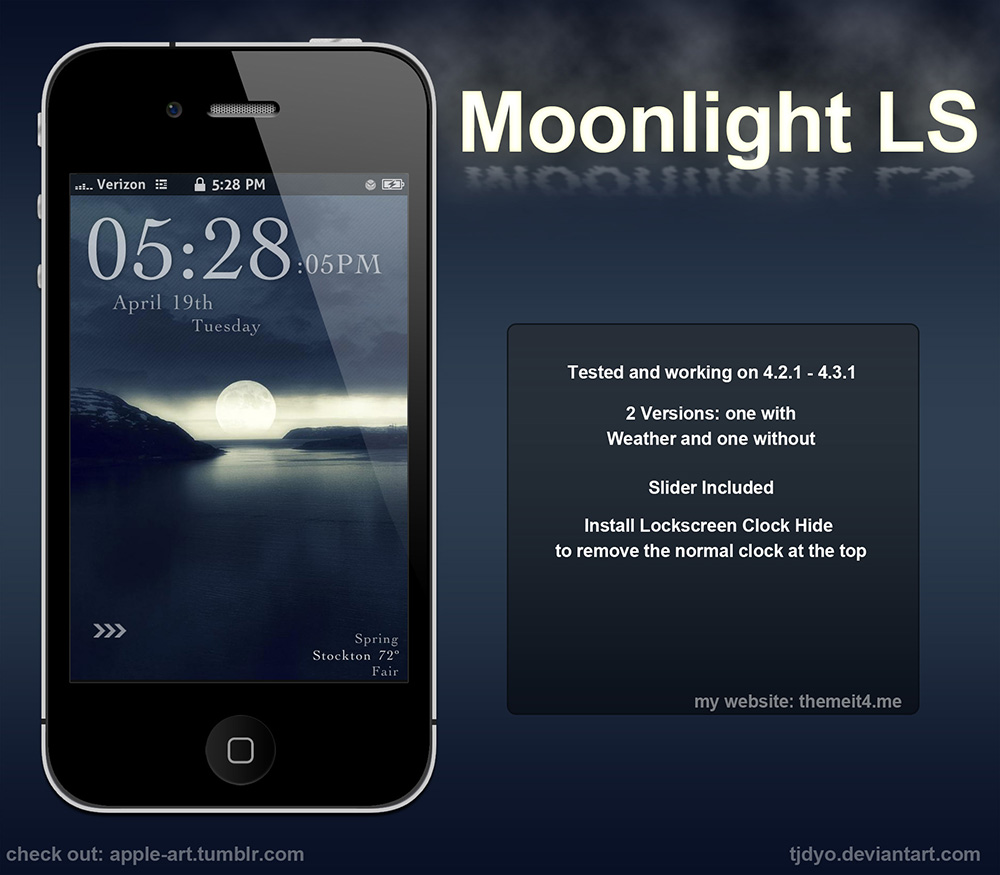 Moonlight LS
Verizon 5:28 PM
05:28:05PM
April 19th
Tuesday
Spring
Stockton 72°
Fair
Tested and working on 4.2.1 - 4.3.1
2 Versions: one with
Weather and one without
Slider Included
Install Lockscreen Clock Hide
to remove the normal clock at the top
my website: themeit4.me
check out: apple-art.tumblr.com
tjdyo.deviantart.com